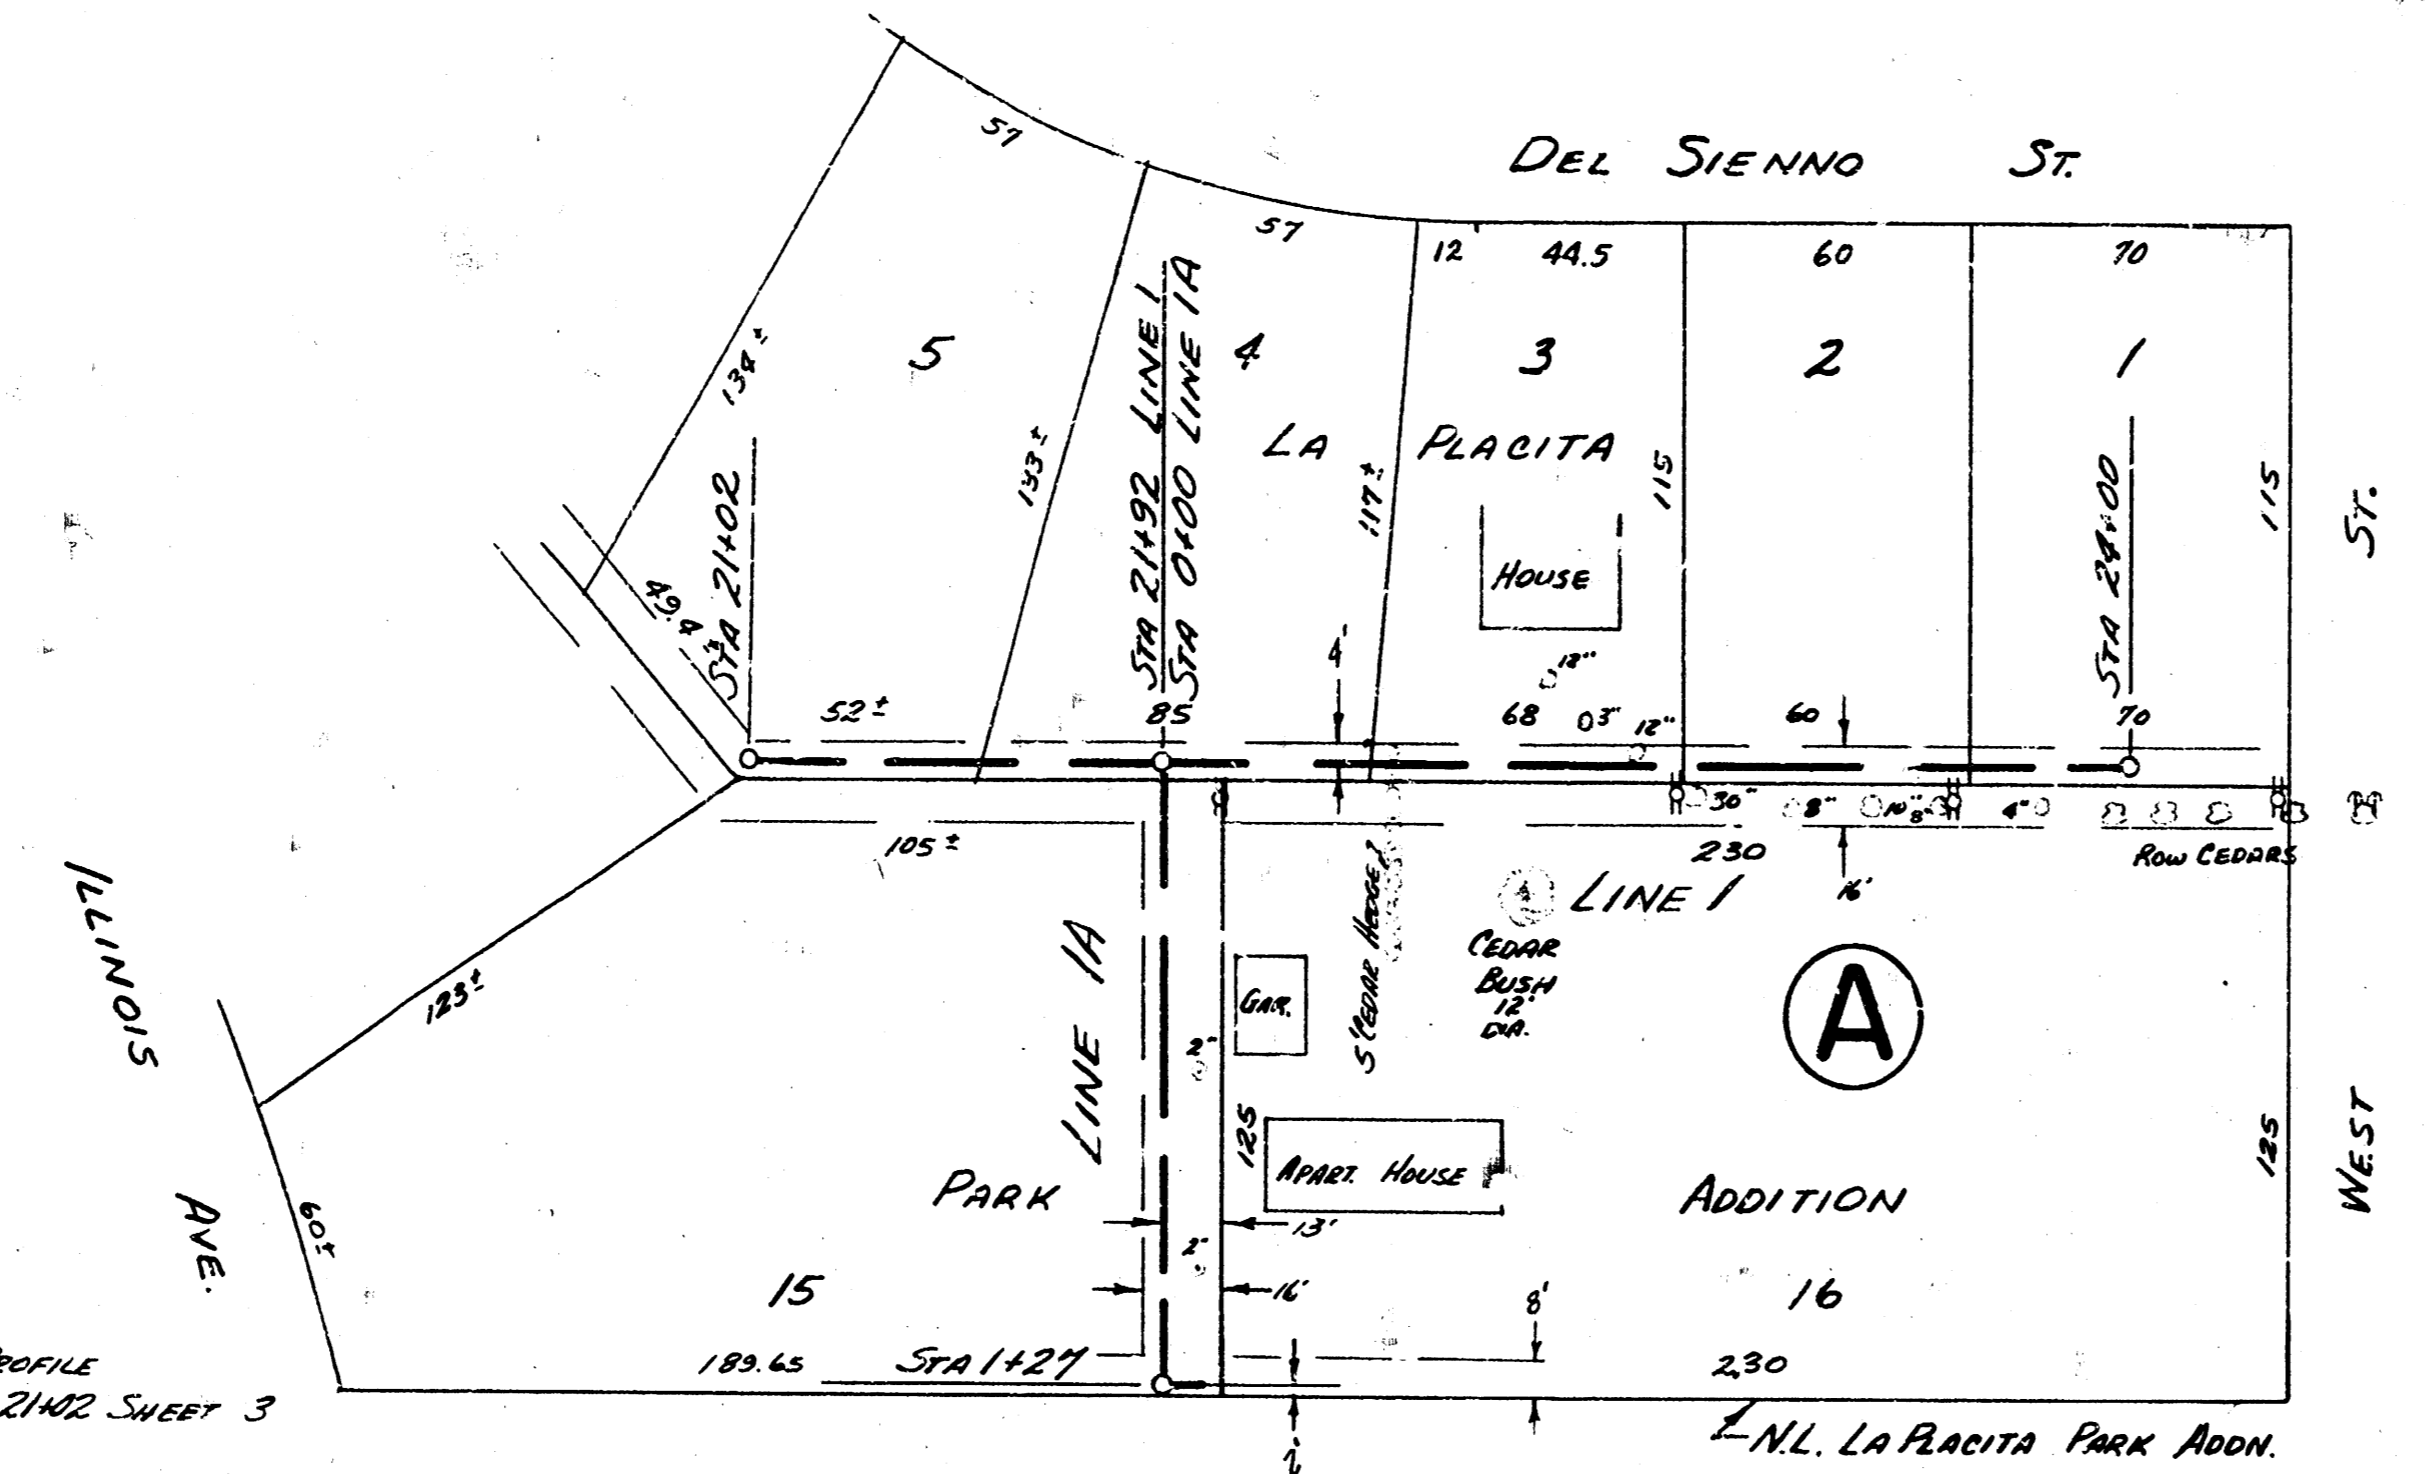 DEL SIENNO ST.
57
57
12 44.5 60 70
134±
5
4
3
2
1
STA 21+92 LINE 1
STA 0+00 LINE 1A
LA PLACITA
133±
117±
115
115
STA 21+02
STA 24+00
ST.
49.4±
HOUSE
4'
18"
52±
85
68
3"
12"
60
70
30"
8"
10"
8"
4"
105±
230
ROW CEDARS
16'
LINE 1
5' CEDAR HEDGE
CEDAR
BUSH
12'
DIA.
A
ILLINOIS
AVE.
123±
LINE 1A
GAR.
2"
125
APART. HOUSE
125
WEST
PARK
ADDITION
60±
13'
2"
15
16'
8'
16
189.65
STA 1+27
230
PROFILE
21+02 SHEET 3
N.L. LA PLACITA PARK ADDN.